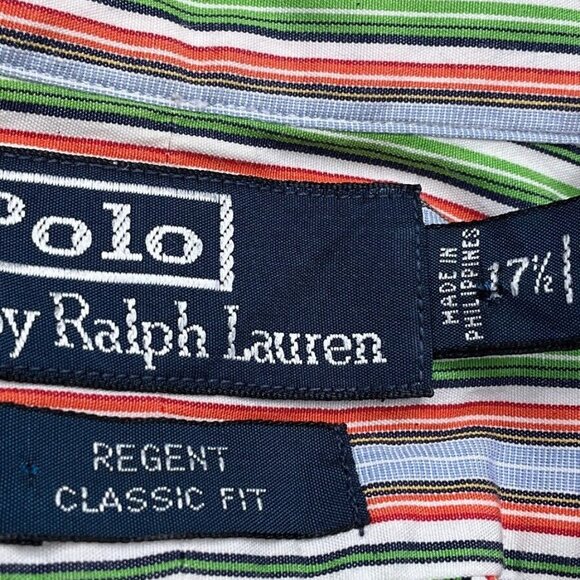 Polo
by Ralph Lauren
MADE IN
PHILIPPINES
17½
REGENT
CLASSIC FIT